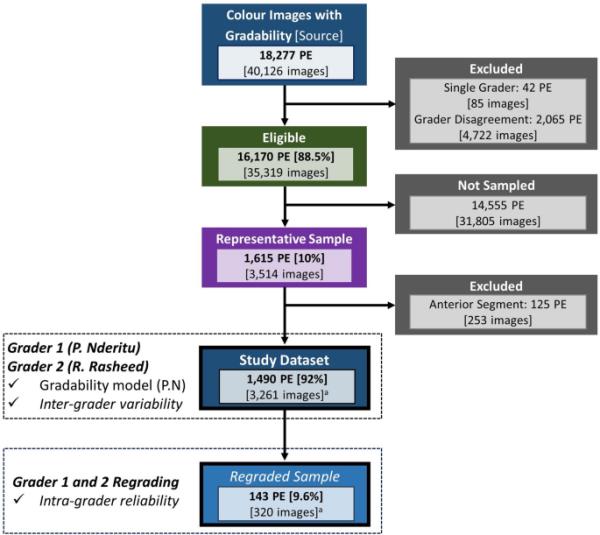 Colour Images with
Gradability [Source]
18,277 PE
[40,126 images]
Excluded
Single Grader: 42 PE
[85 images]
Grader Disagreement: 2,065 PE
[4,722 images]
Eligible
16,170 PE [88.5%]
[35,319 images]
Not Sampled
14,555 PE
[31,805 images]
Representative Sample
1,615 PE [10%]
[3,514 images]
Excluded
Anterior Segment: 125 PE
[253 images]
Grader 1 (P. Nderitu)
Grader 2 (R. Rasheed)
✓ Gradability model (P.N)
✓ Inter-grader variability
Study Dataset
1,490 PE [92%]
[3,261 images]ᵃ
Grader 1 and 2 Regrading
✓ Intra-grader reliability
Regraded Sample
143 PE [9.6%]
[320 images]ᵃ